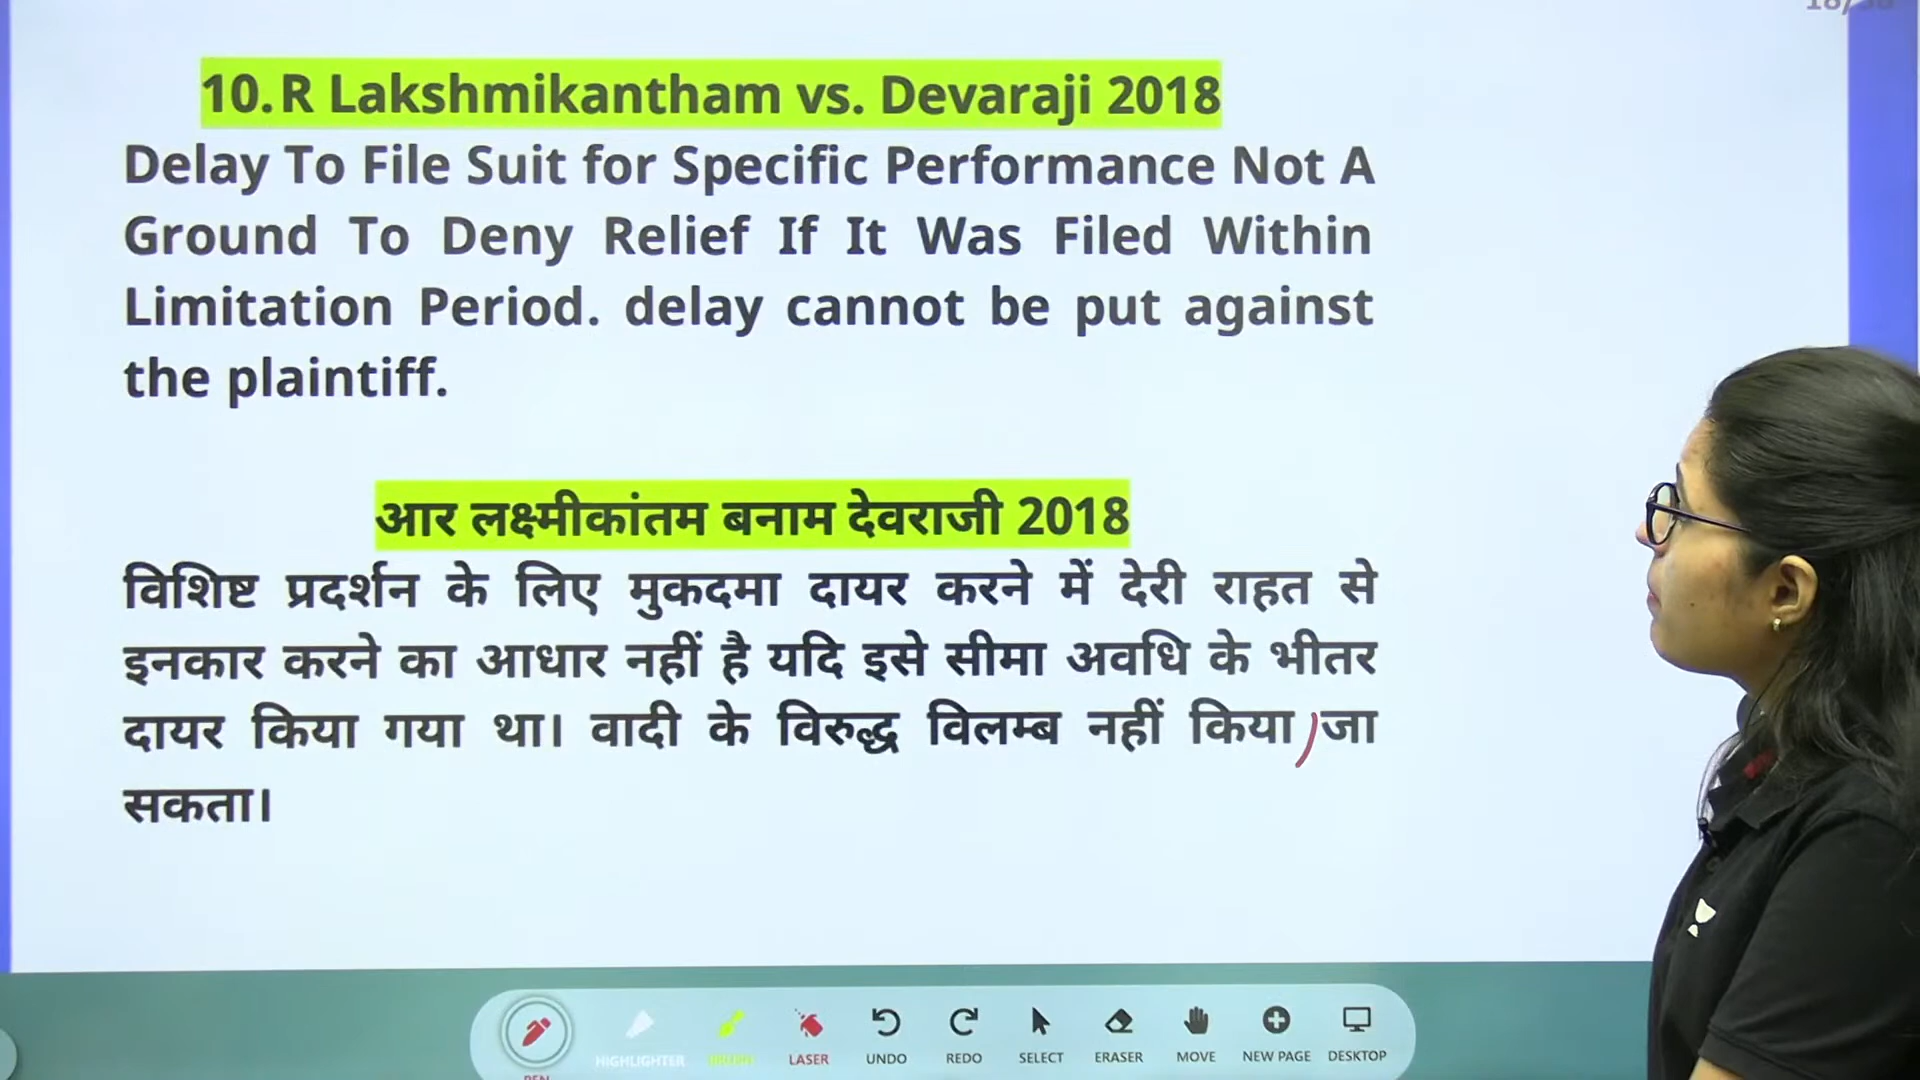 10. R Lakshmikantham vs. Devaraji 2018
Delay To File Suit for Specific Performance Not A
Ground To Deny Relief If It Was Filed Within
Limitation Period. delay cannot be put against
the plaintiff.
आर लक्ष्मीकांतम बनाम देवराजी 2018
विशिष्ट प्रदर्शन के लिए मुकदमा दायर करने में देरी राहत से
इनकार करने का आधार नहीं है यदि इसे सीमा अवधि के भीतर
दायर किया गया था। वादी के विरुद्ध विलम्ब नहीं किया जा
सकता।
HIGHLIGHTER LASER UNDO REDO SELECT ERASER MOVE NEW PAGE DESKTOP